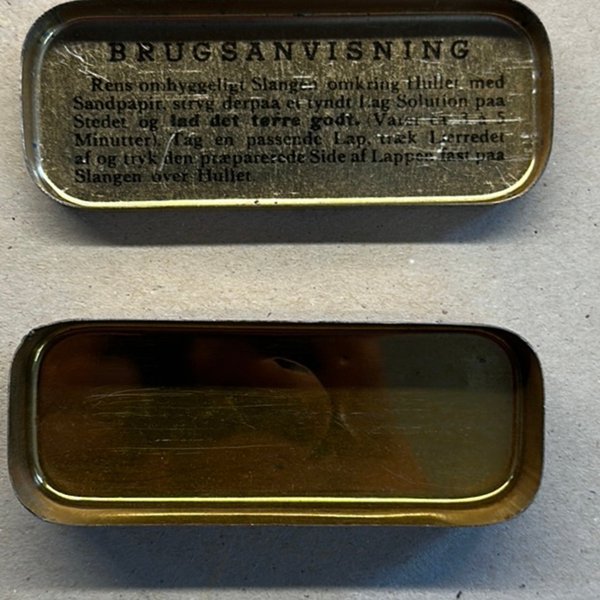 BRUGSANVISNING
Rens omhyggeligt Slangen omkring Hullet med
Sandpapir, stryg derpaa et tyndt Lag Solution paa
Stedet og lad det tørre godt. (Varer ca. 3 à 5
Minutter). Tag en passende Lap, træk Lærredet
af og tryk den præparerede Side af Lappen fast paa
Slangen over Hullet.